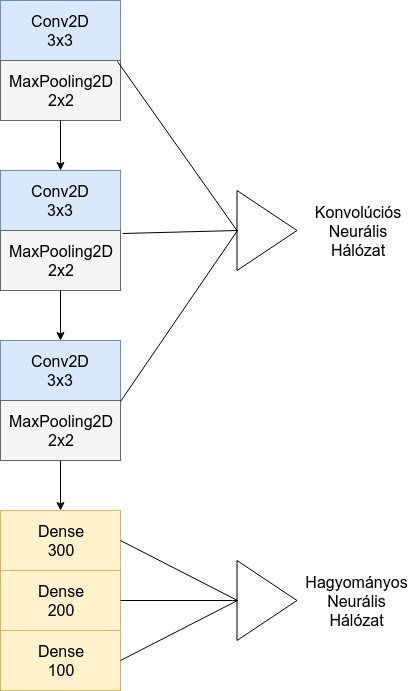 Conv2D
3x3
MaxPooling2D
2x2
Conv2D
3x3
MaxPooling2D
2x2
Konvolúciós
Neurális
Hálózat
Conv2D
3x3
MaxPooling2D
2x2
Dense
300
Dense
200
Dense
100
Hagyományos
Neurális
Hálózat